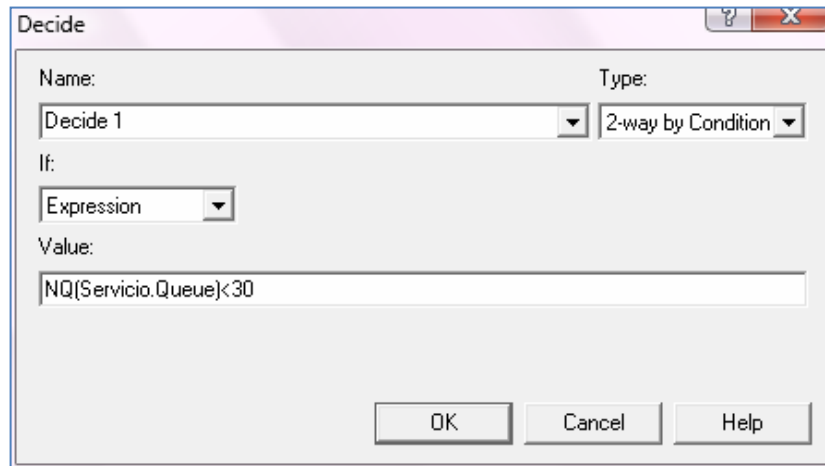 Decide
Name: Type:
Decide 1 2-way by Condition
If:
Expression
Value:
NQ(Servicio.Queue)<30
OK Cancel Help